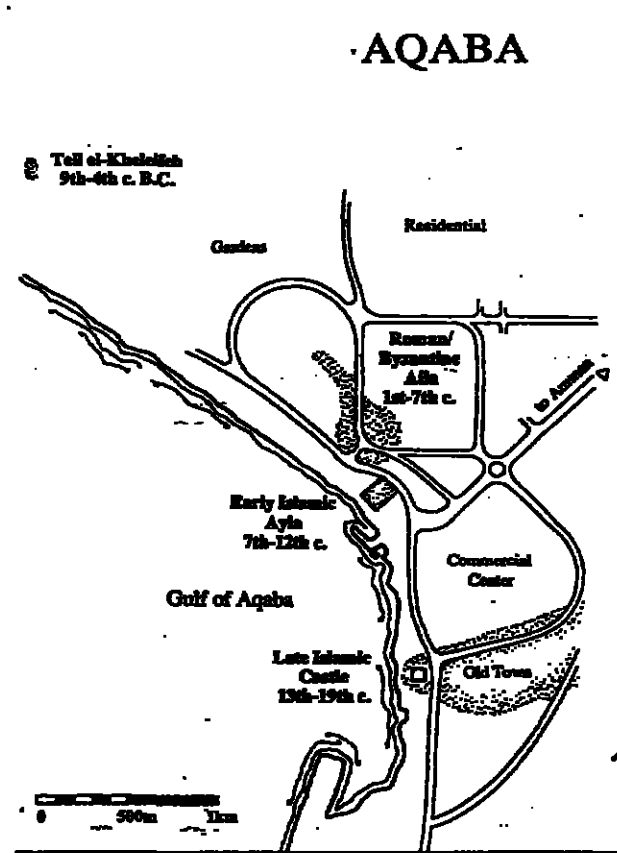 AQABA
Tell el-Kheleifeh
9th-4th c. B.C.
Residential
Gardens
Roman/
Byzantine
Aila
1st-7th c.
to Amman
Early Islamic
Ayla
7th-12th c.
Commercial
Center
Gulf of Aqaba
Late Islamic
Castle
13th-19th c.
Old Town
0 500m 1km